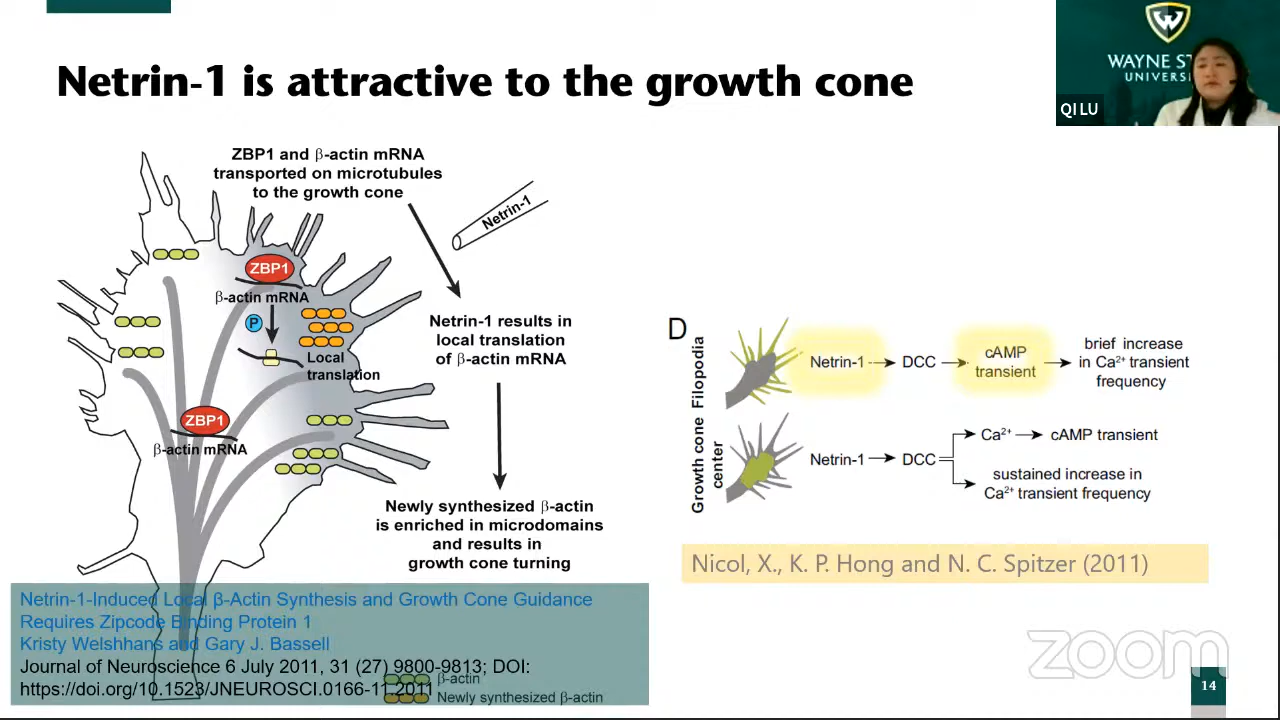 Netrin-1 is attractive to the growth cone
WAYNE ST
UNIVERSI
QI LU
ZBP1 and β-actin mRNA
transported on microtubules
to the growth cone
Netrin-1
ZBP1
β-actin mRNA
P
Local
translation
ZBP1
β-actin mRNA
Netrin-1 results in
local translation
of β-actin mRNA
Newly synthesized β-actin
is enriched in microdomains
and results in
growth cone turning
β-actin
Newly synthesized β-actin
Netrin-1-Induced Local β-Actin Synthesis and Growth Cone Guidance
Requires Zipcode Binding Protein 1
Kristy Welshhans and Gary J. Bassell
Journal of Neuroscience 6 July 2011, 31 (27) 9800-9813; DOI:
https://doi.org/10.1523/JNEUROSCI.0166-11.2011
D
Filopodia
Netrin-1 → DCC → cAMP
transient → brief increase
in Ca²⁺ transient
frequency
Growth cone
center
Netrin-1 → DCC
Ca²⁺ → cAMP transient
sustained increase in
Ca²⁺ transient frequency
Nicol, X., K. P. Hong and N. C. Spitzer (2011)
zoom
14